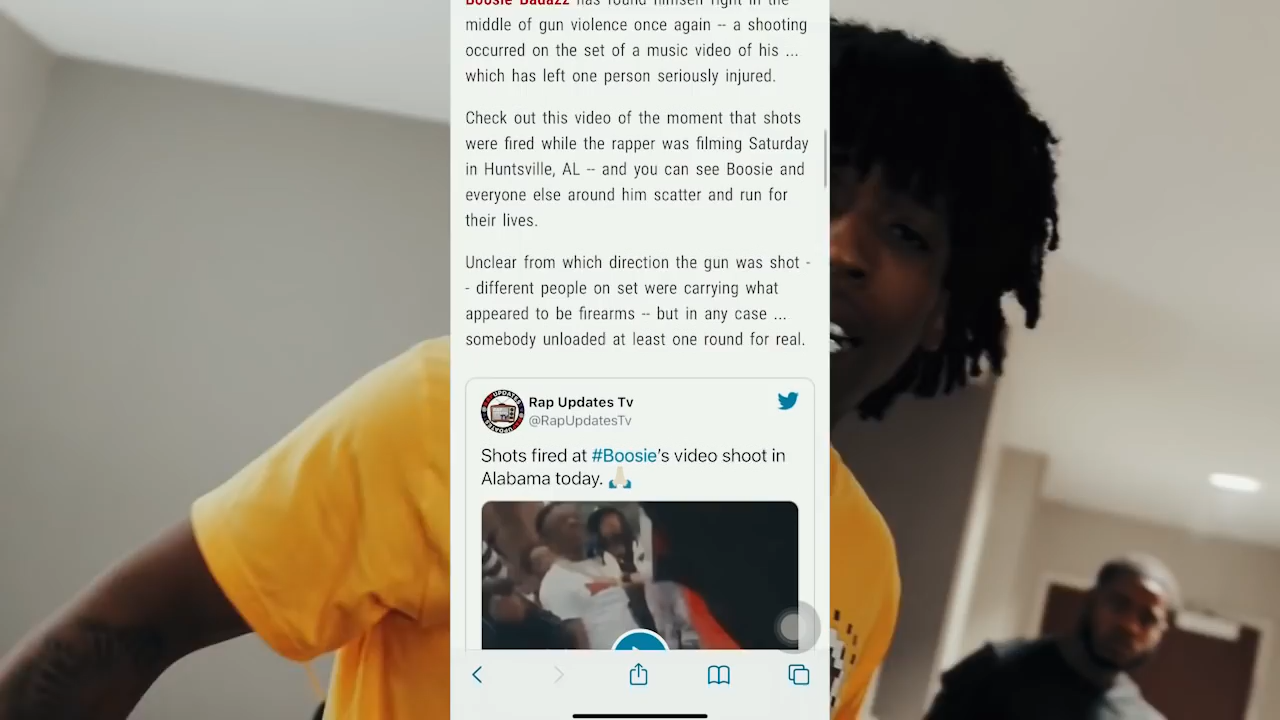 Boosie Badazz has found himself right in the
middle of gun violence once again -- a shooting
occurred on the set of a music video of his ...
which has left one person seriously injured.
Check out this video of the moment that shots
were fired while the rapper was filming Saturday
in Huntsville, AL -- and you can see Boosie and
everyone else around him scatter and run for
their lives.
Unclear from which direction the gun was shot -
- different people on set were carrying what
appeared to be firearms -- but in any case ...
somebody unloaded at least one round for real.
Rap Updates Tv
@RapUpdatesTv
Shots fired at #Boosie's video shoot in
Alabama today. 🙏🏻